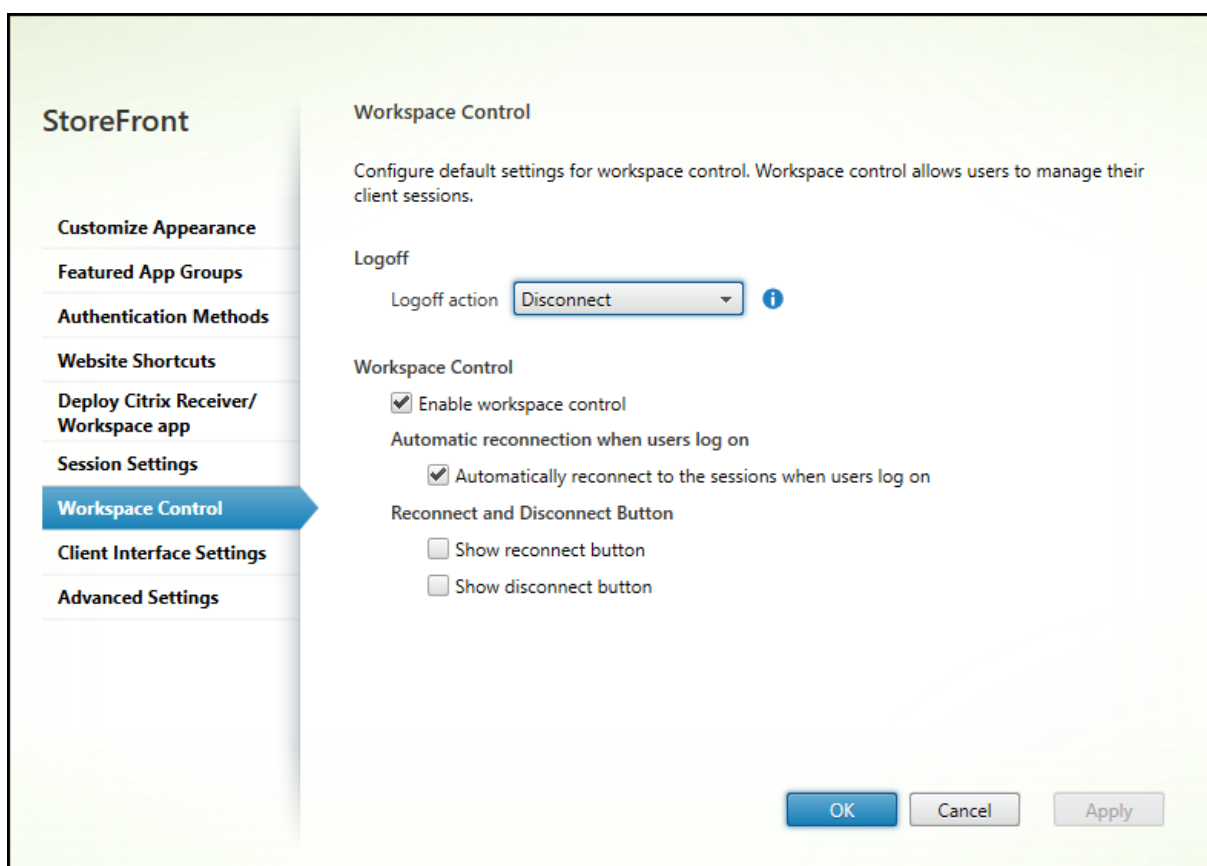 StoreFront
Customize Appearance
Featured App Groups
Authentication Methods
Website Shortcuts
Deploy Citrix Receiver/
Workspace app
Session Settings
Workspace Control
Client Interface Settings
Advanced Settings
Workspace Control
Configure default settings for workspace control. Workspace control allows users to manage their
client sessions.
Logoff
Logoff action Disconnect
Workspace Control
Enable workspace control
Automatic reconnection when users log on
Automatically reconnect to the sessions when users log on
Reconnect and Disconnect Button
Show reconnect button
Show disconnect button
OK Cancel Apply